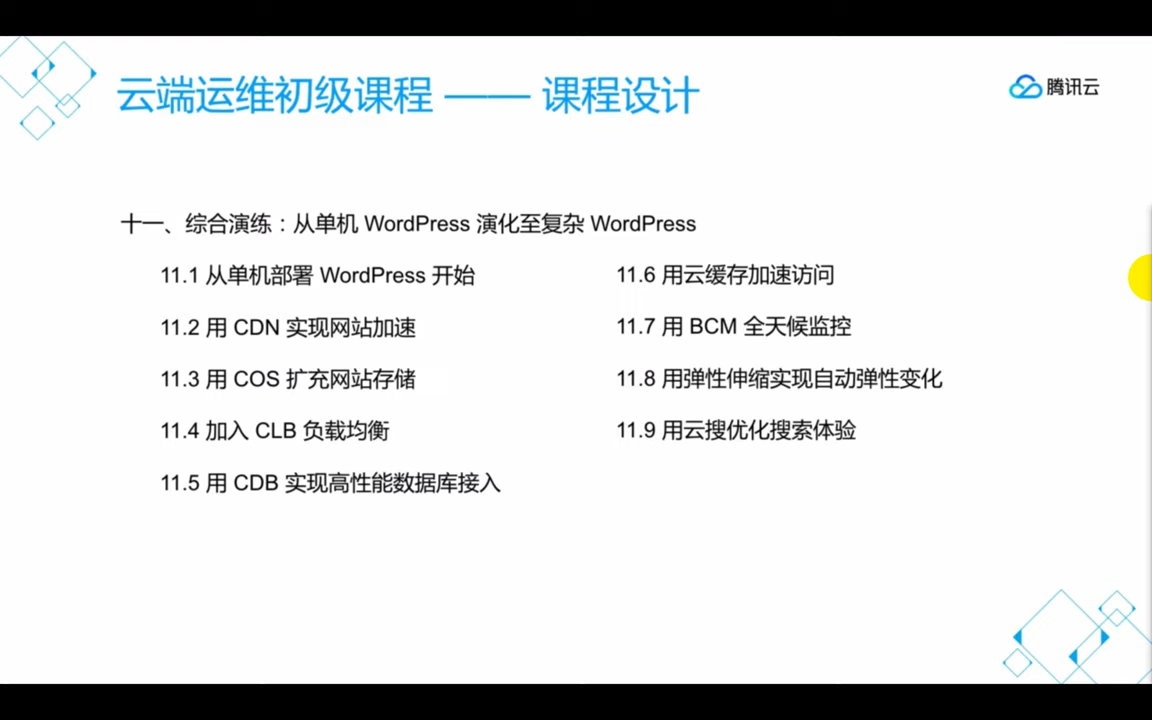 云端运维初级课程 —— 课程设计
腾讯云
十一、综合演练：从单机 WordPress 演化至复杂 WordPress
11.1 从单机部署 WordPress 开始
11.2 用 CDN 实现网站加速
11.3 用 COS 扩充网站存储
11.4 加入 CLB 负载均衡
11.5 用 CDB 实现高性能数据库接入
11.6 用云缓存加速访问
11.7 用 BCM 全天候监控
11.8 用弹性伸缩实现自动弹性变化
11.9 用云搜优化搜索体验